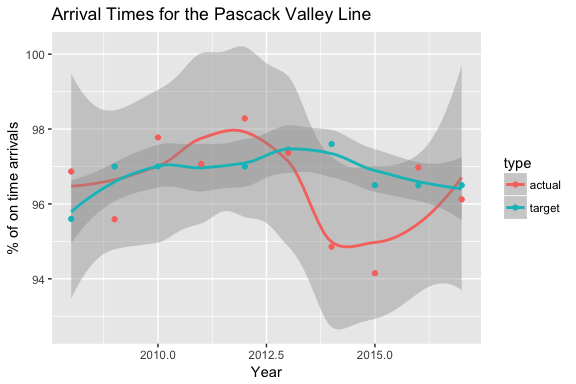 Arrival Times for the Pascack Valley Line
100
98
96
94
% of on time arrivals
2010.0 2012.5 2015.0
Year
type
actual
target